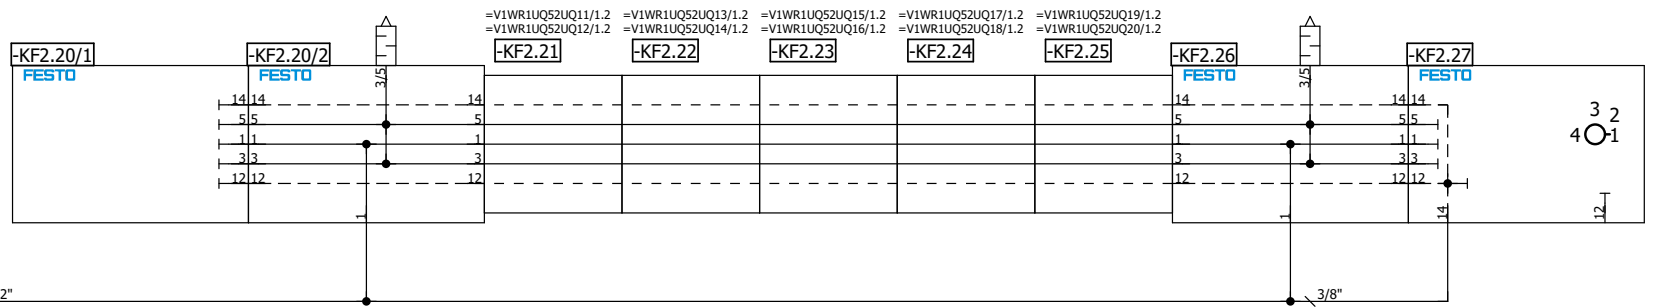 =V1WR1UQ52UQ11/1.2 =V1WR1UQ52UQ13/1.2 =V1WR1UQ52UQ15/1.2 =V1WR1UQ52UQ17/1.2 =V1WR1UQ52UQ19/1.2
=V1WR1UQ52UQ12/1.2 =V1WR1UQ52UQ14/1.2 =V1WR1UQ52UQ16/1.2 =V1WR1UQ52UQ18/1.2 =V1WR1UQ52UQ20/1.2
-KF2.20/1 -KF2.20/2 -KF2.21 -KF2.22 -KF2.23 -KF2.24 -KF2.25 -KF2.26 -KF2.27
FESTO FESTO 3/5 FESTO 3/5 FESTO
14 14 14 14 14 14
5 5 5 5 5 5
1 1 1 1 1 1
3 3 3 3 3 3
12 12 12 12 12 12
3
2
4 1
1 1 14 12
2" 3/8"